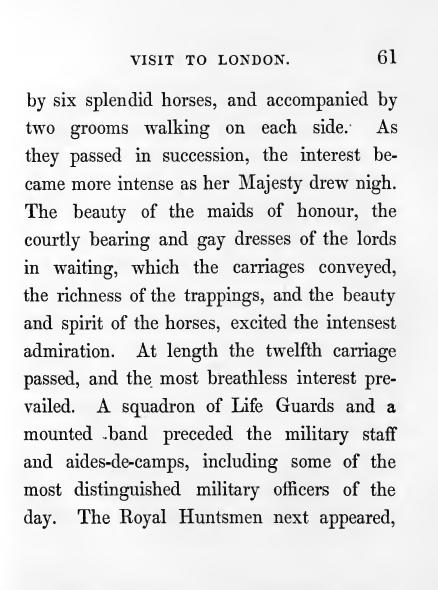 VISIT TO LONDON. 61
by six splendid horses, and accompanied by
two grooms walking on each side. As
they passed in succession, the interest be-
came more intense as her Majesty drew nigh.
The beauty of the maids of honour, the
courtly bearing and gay dresses of the lords
in waiting, which the carriages conveyed,
the richness of the trappings, and the beauty
and spirit of the horses, excited the intensest
admiration. At length the twelfth carriage
passed, and the most breathless interest pre-
vailed. A squadron of Life Guards and a
mounted band preceded the military staff
and aides-de-camps, including some of the
most distinguished military officers of the
day. The Royal Huntsmen next appeared,